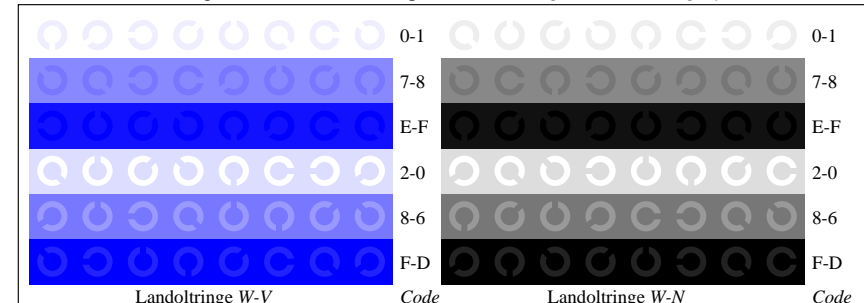 0-1 0-1
7-8 7-8
E-F E-F
2-0 2-0
8-6 8-6
F-D F-D
Landoltringe W-V Code Landoltringe W-N Code